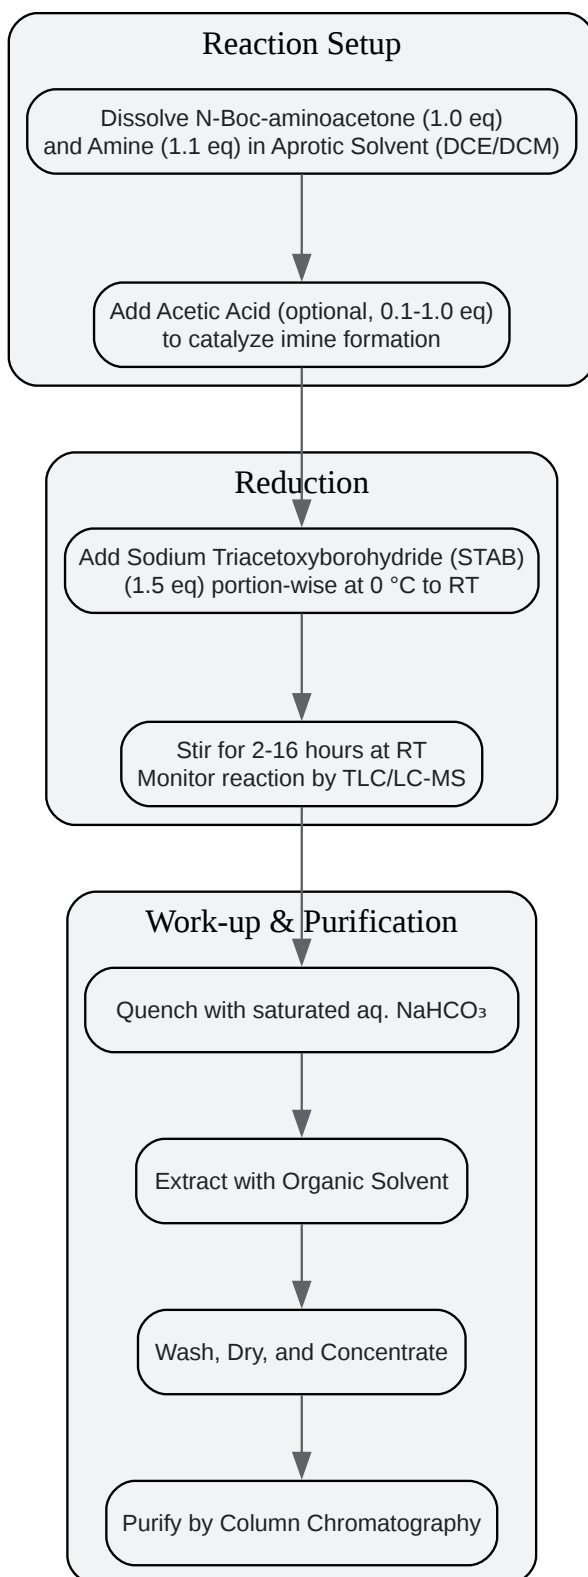 Reaction Setup
Dissolve N-Boc-aminoacetone (1.0 eq)
and Amine (1.1 eq) in Aprotic Solvent (DCE/DCM)
Add Acetic Acid (optional, 0.1-1.0 eq)
to catalyze imine formation
Reduction
Add Sodium Triacetoxyborohydride (STAB)
(1.5 eq) portion-wise at 0 °C to RT
Stir for 2-16 hours at RT
Monitor reaction by TLC/LC-MS
Work-up & Purification
Quench with saturated aq. NaHCO₃
Extract with Organic Solvent
Wash, Dry, and Concentrate
Purify by Column Chromatography